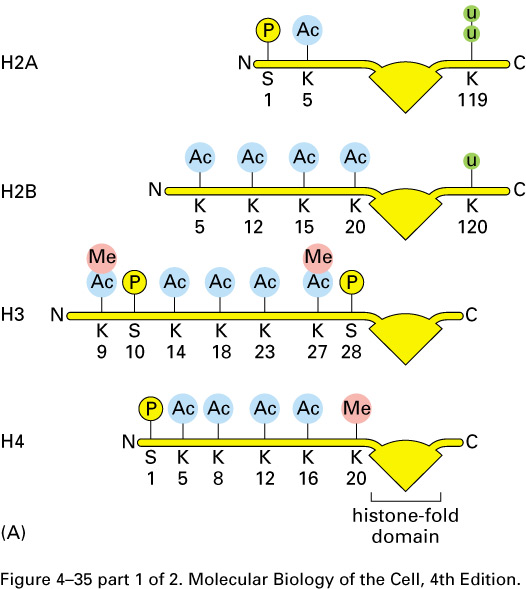 u
P Ac u
H2A N C
S K K
1 5 119
Ac Ac Ac Ac u
H2B N C
K K K K K
5 12 15 20 120
Me Me
Ac P Ac Ac Ac Ac P
H3 N C
K S K K K K S
9 10 14 18 23 27 28
P Ac Ac Ac Ac Me
H4 N C
S K K K K K
1 5 8 12 16 20
histone-fold
(A) domain
Figure 4–35 part 1 of 2. Molecular Biology of the Cell, 4th Edition.